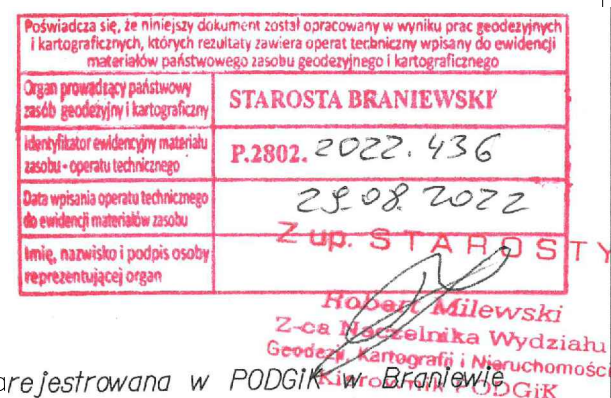 Poświadcza się, że niniejszy dokument został opracowany w wyniku prac geodezyjnych
i kartograficznych, których rezultaty zawiera operat techniczny wpisany do ewidencji
materiałów państwowego zasobu geodezyjnego i kartograficznego
Organ prowadzący państwowy
zasób geodezyjny i kartograficzny
STAROSTA BRANIEWSKI
identyfikator ewidencyjny materiału
zasobu - operatu technicznego
P.2802. 2022. 436
Data wpisania operatu technicznego
do ewidencji materiałów zasobu
29.08.2022
Z up. STAROSTY
Imię, nazwisko i podpis osoby
reprezentującej organ
Robert Milewski
Z-ca Naczelnika Wydziału
Geodezji, Kartografii i Nieruchomości
Kierownik PODGiK
arejestrowana w PODGiK w Braniewie